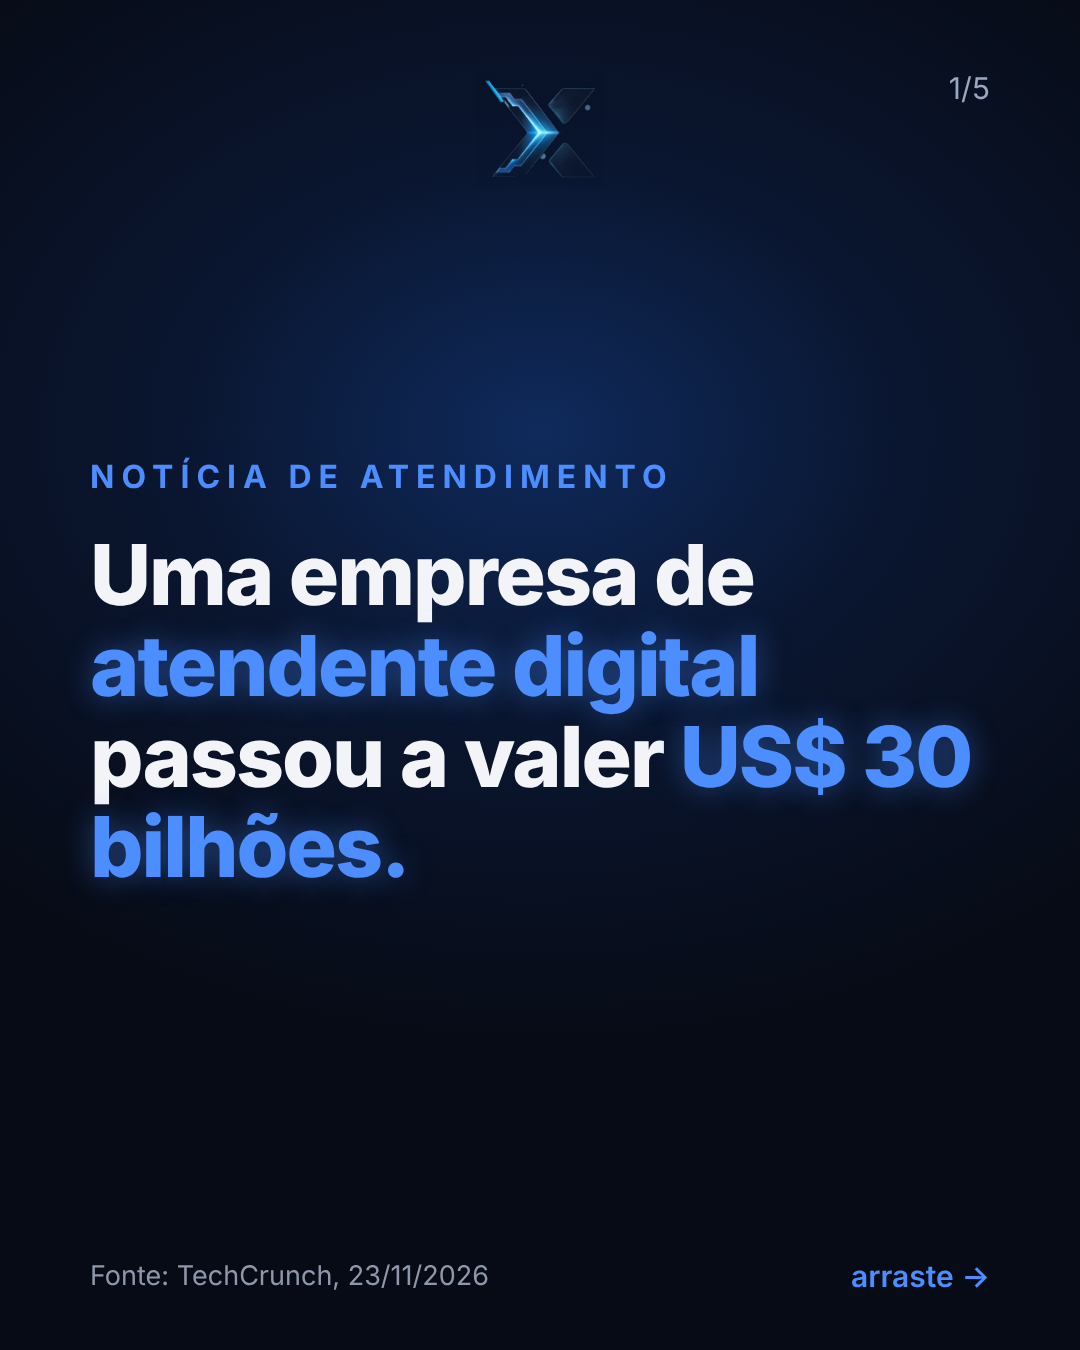 1/5
NOTÍCIA DE ATENDIMENTO
Uma empresa de
atendente digital
passou a valer US$ 30
bilhões.
Fonte: TechCrunch, 23/11/2026
arraste →